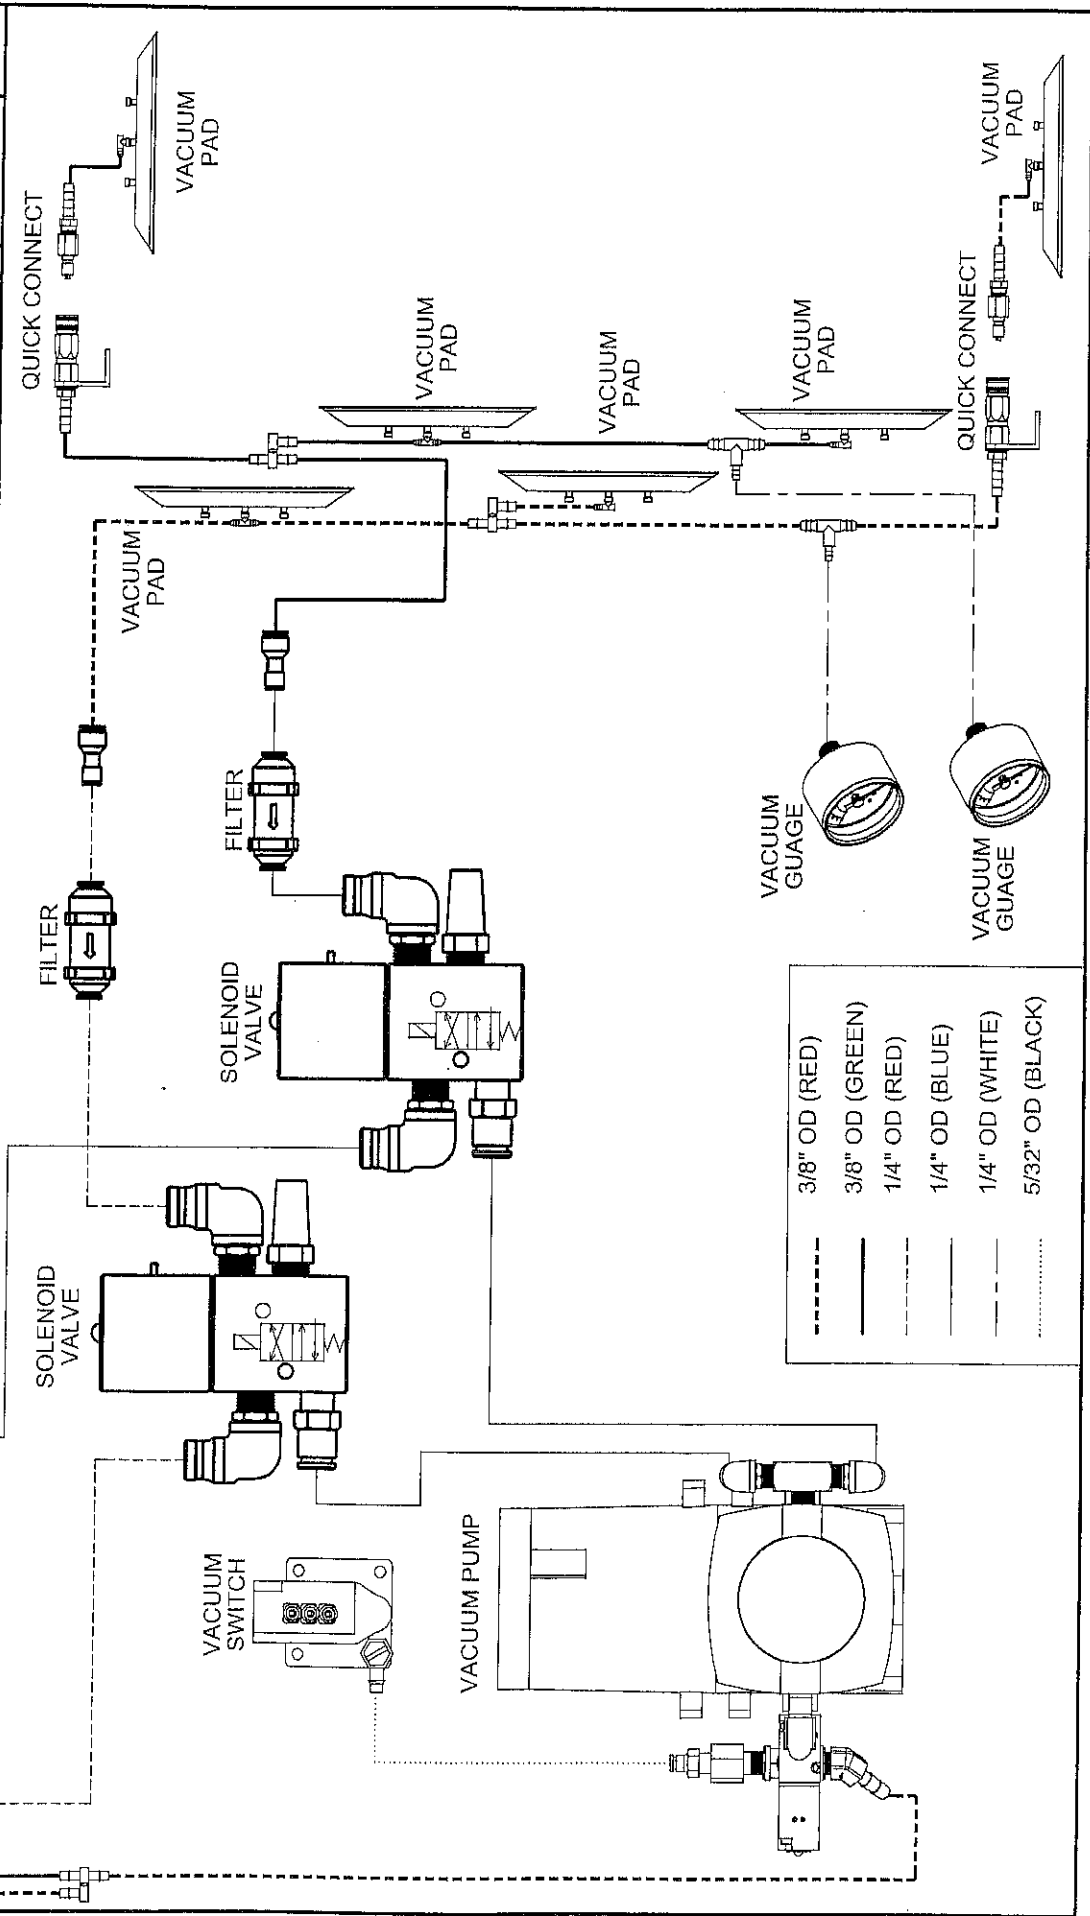 QUICK CONNECT
VACUUM
PAD
VACUUM
PAD
VACUUM
PAD
VACUUM
PAD
VACUUM
PAD
QUICK CONNECT
VACUUM
PAD
FILTER
FILTER
VACUUM
GUAGE
VACUUM
GUAGE
SOLENOID
VALVE
SOLENOID
VALVE
VACUUM
SWITCH
VACUUM PUMP
3/8" OD (RED)
3/8" OD (GREEN)
1/4" OD (RED)
1/4" OD (BLUE)
1/4" OD (WHITE)
5/32" OD (BLACK)